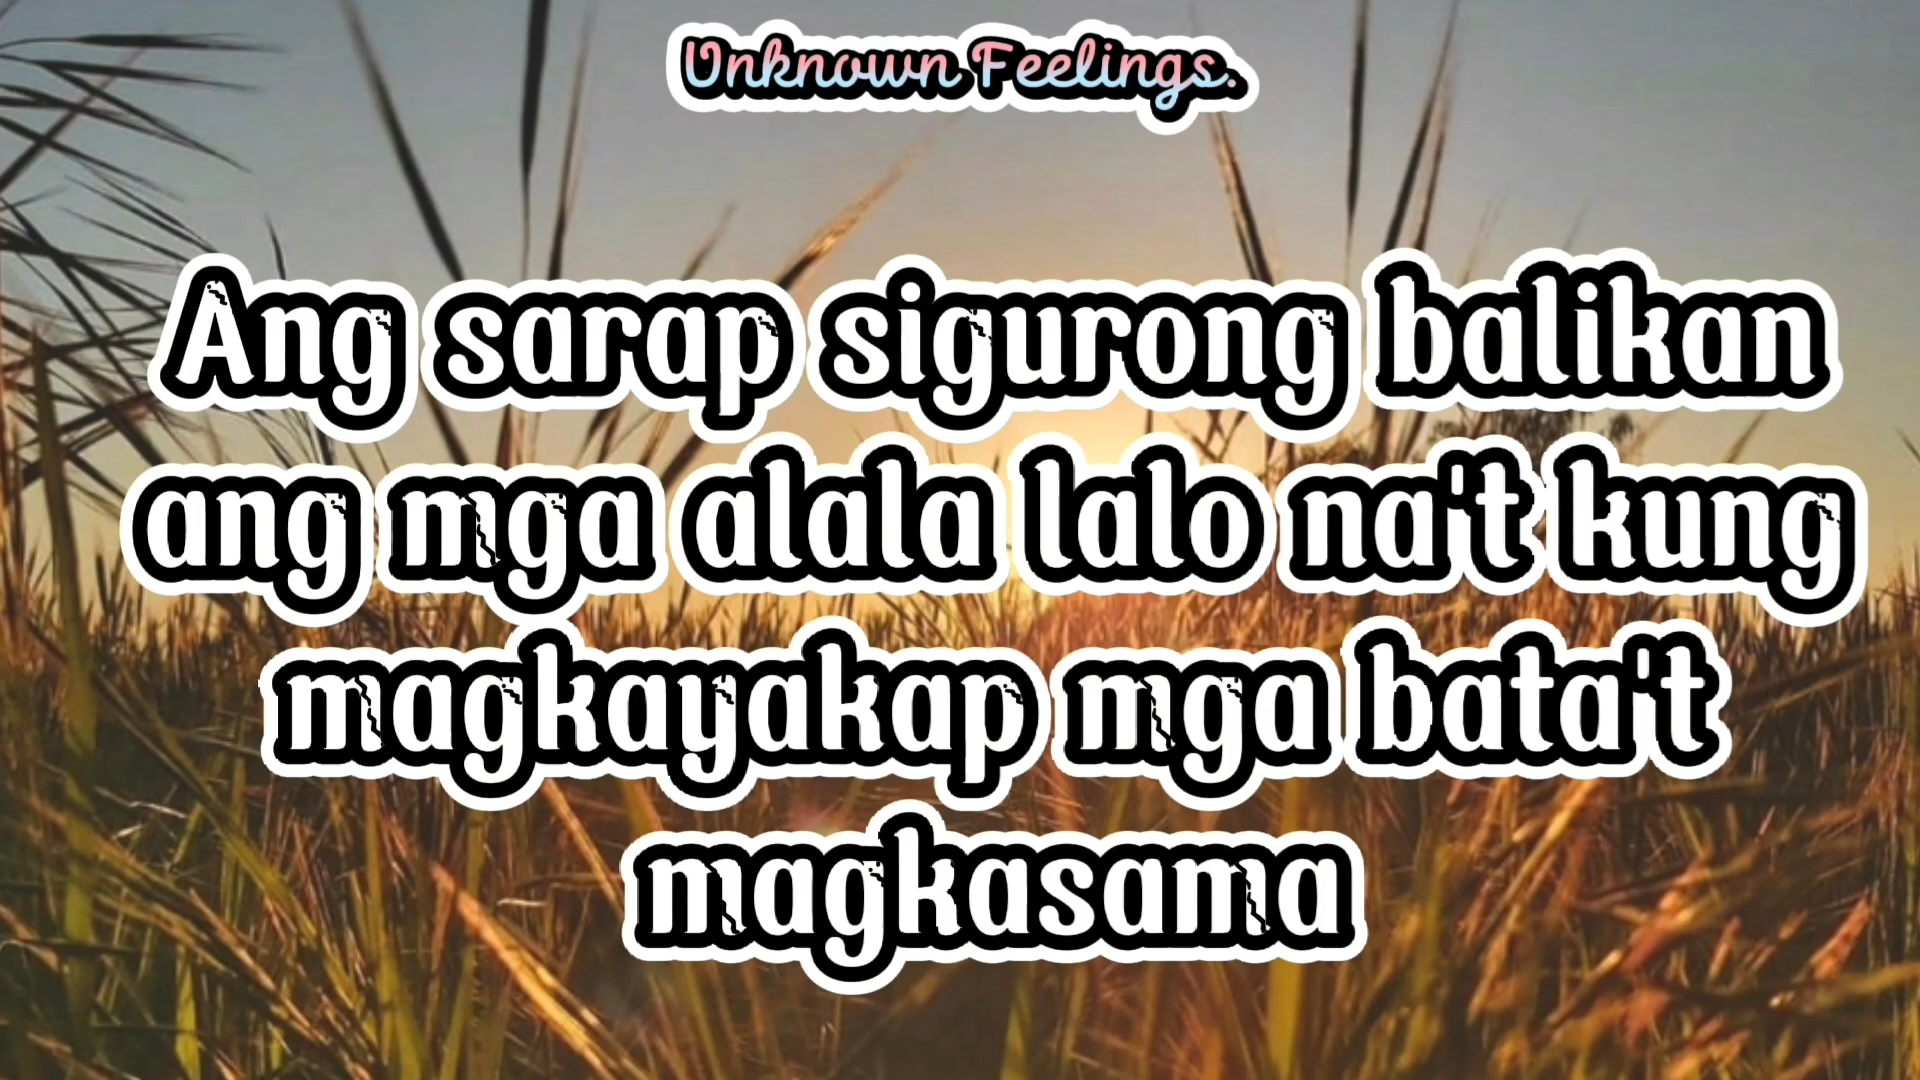 Unknown Feelings.
Ang sarap sigurong balikan
ang mga alala lalo na't kung
magkayakap mga bata't
magkasama